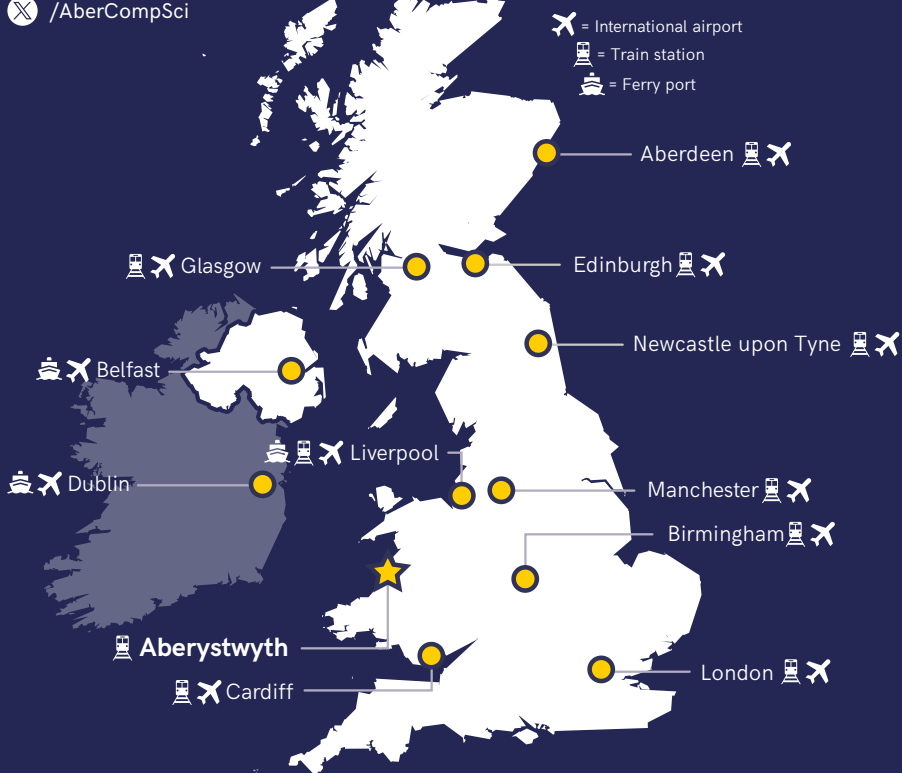 /AberCompSci
= International airport
= Train station
= Ferry port
Aberdeen
Glasgow
Edinburgh
Newcastle upon Tyne
Belfast
Liverpool
Dublin
Manchester
Birmingham
Aberystwyth
London
Cardiff